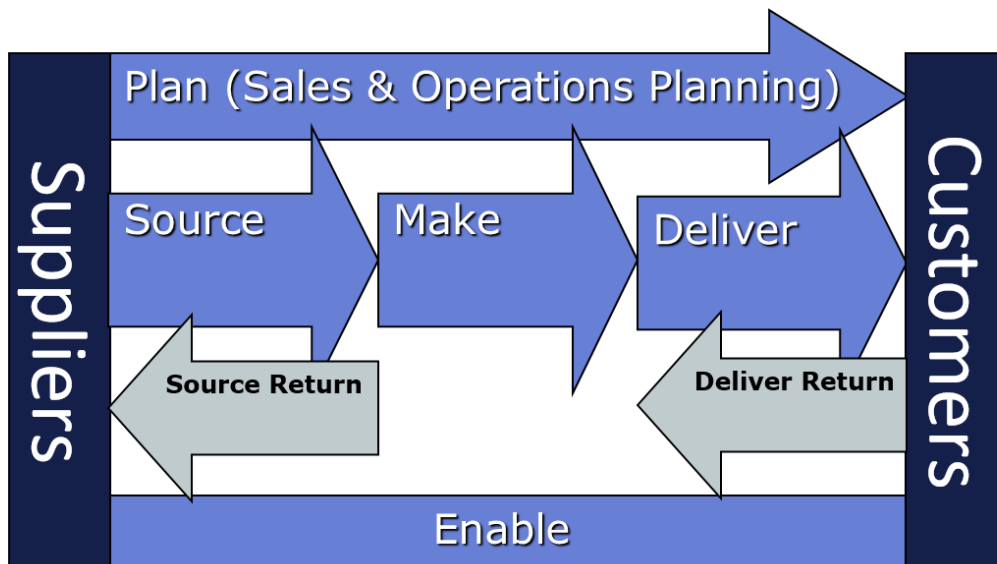 Plan (Sales & Operations Planning)
Suppliers
Source
Make
Deliver
Customers
Source Return
Deliver Return
Enable